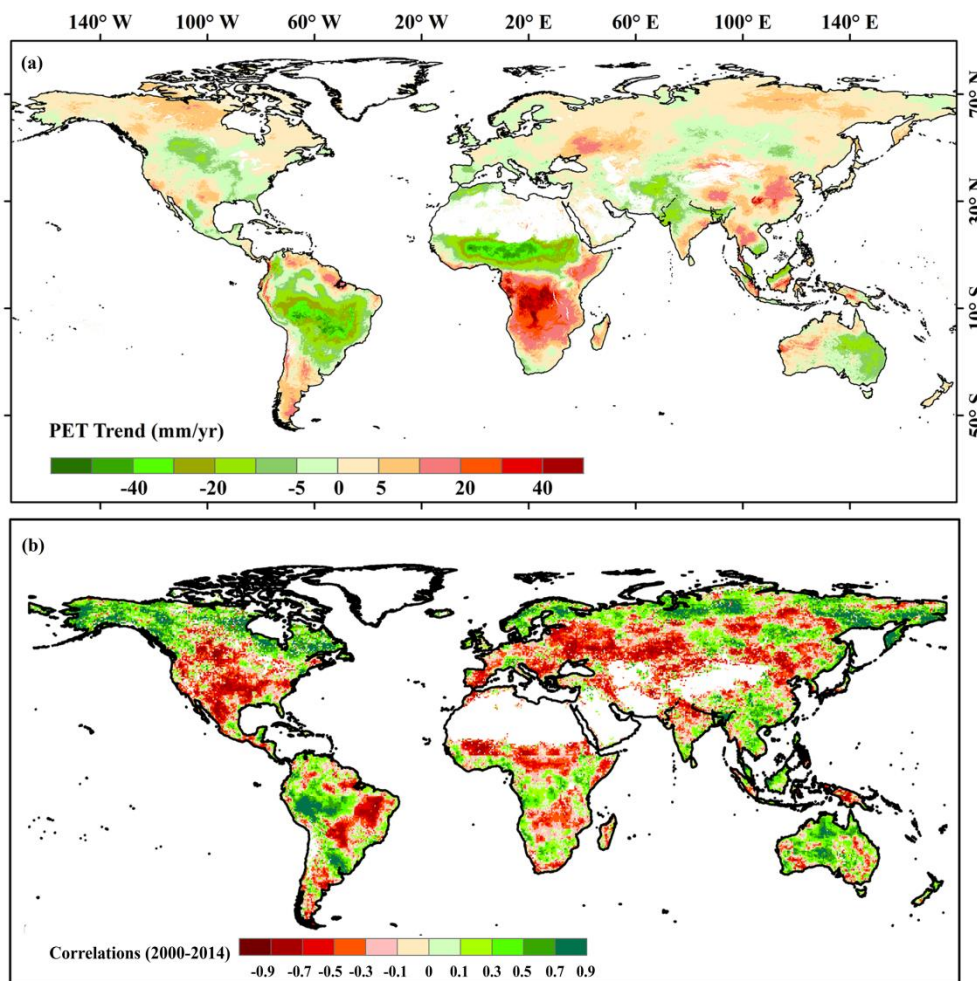 140° W 100° W 60° W 20° W 20° E 60° E 100° E 140° E
(a)
70° N
30° N
10° S
50° S
PET Trend (mm/yr)
-40 -20 -5 0 5 20 40
(b)
Correlations (2000-2014)
-0.9 -0.7 -0.5 -0.3 -0.1 0 0.1 0.3 0.5 0.7 0.9